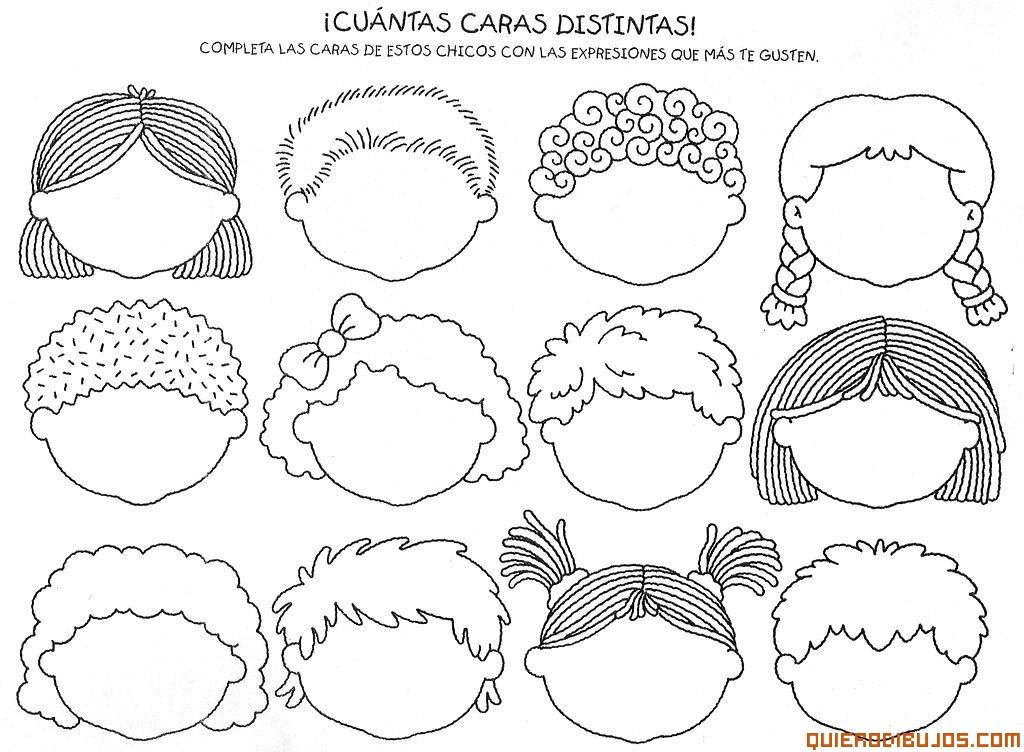 ¡CUÁNTAS CARAS DISTINTAS!
COMPLETA LAS CARAS DE ESTOS CHICOS CON LAS EXPRESIONES QUE MÁS TE GUSTEN.
QUIERODIBUJOS.COM